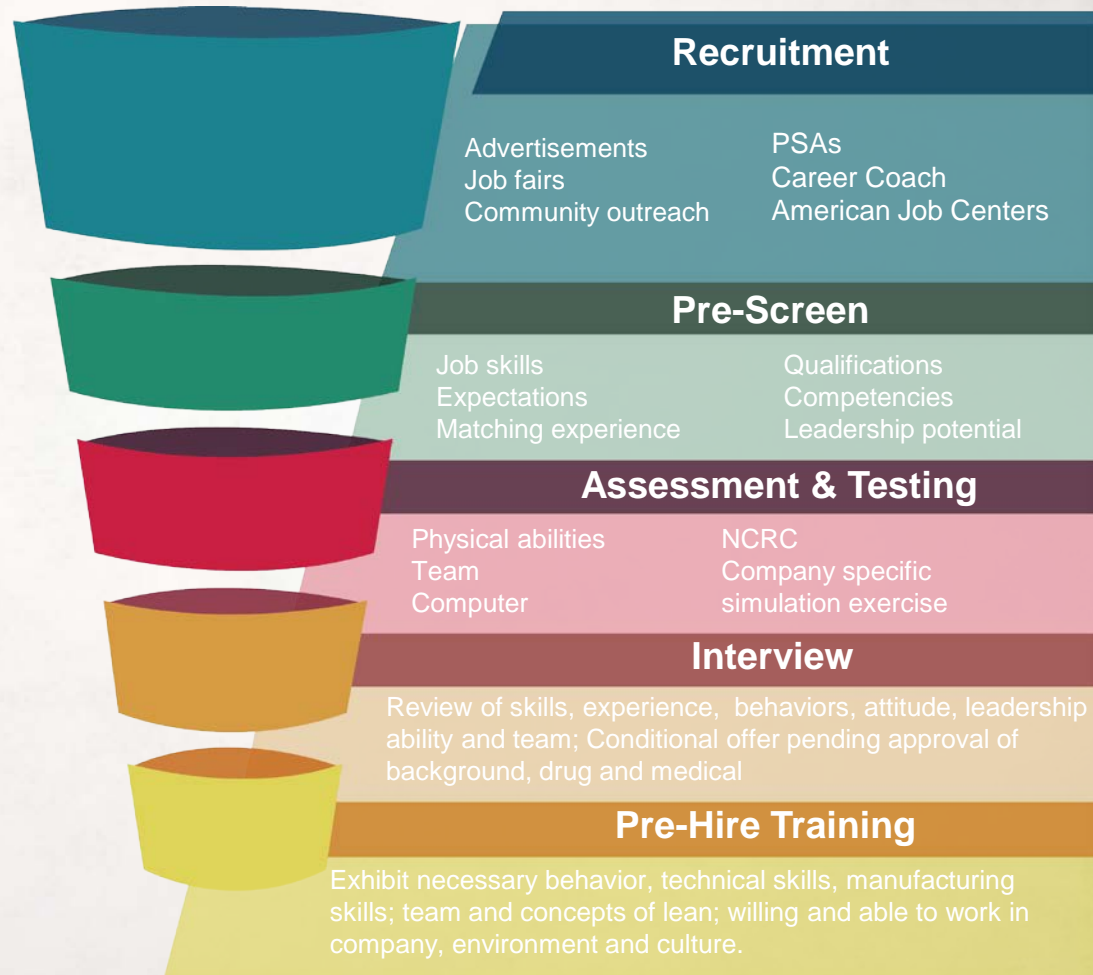 Recruitment
Advertisements
Job fairs
Community outreach
PSAs
Career Coach
American Job Centers
Pre-Screen
Job skills
Expectations
Matching experience
Qualifications
Competencies
Leadership potential
Assessment & Testing
Physical abilities
Team
Computer
NCRC
Company specific
simulation exercise
Interview
Review of skills, experience,  behaviors, attitude, leadership
ability and team; Conditional offer pending approval of
background, drug and medical
Pre-Hire Training
Exhibit necessary behavior, technical skills, manufacturing
skills; team and concepts of lean; willing and able to work in
company, environment and culture.